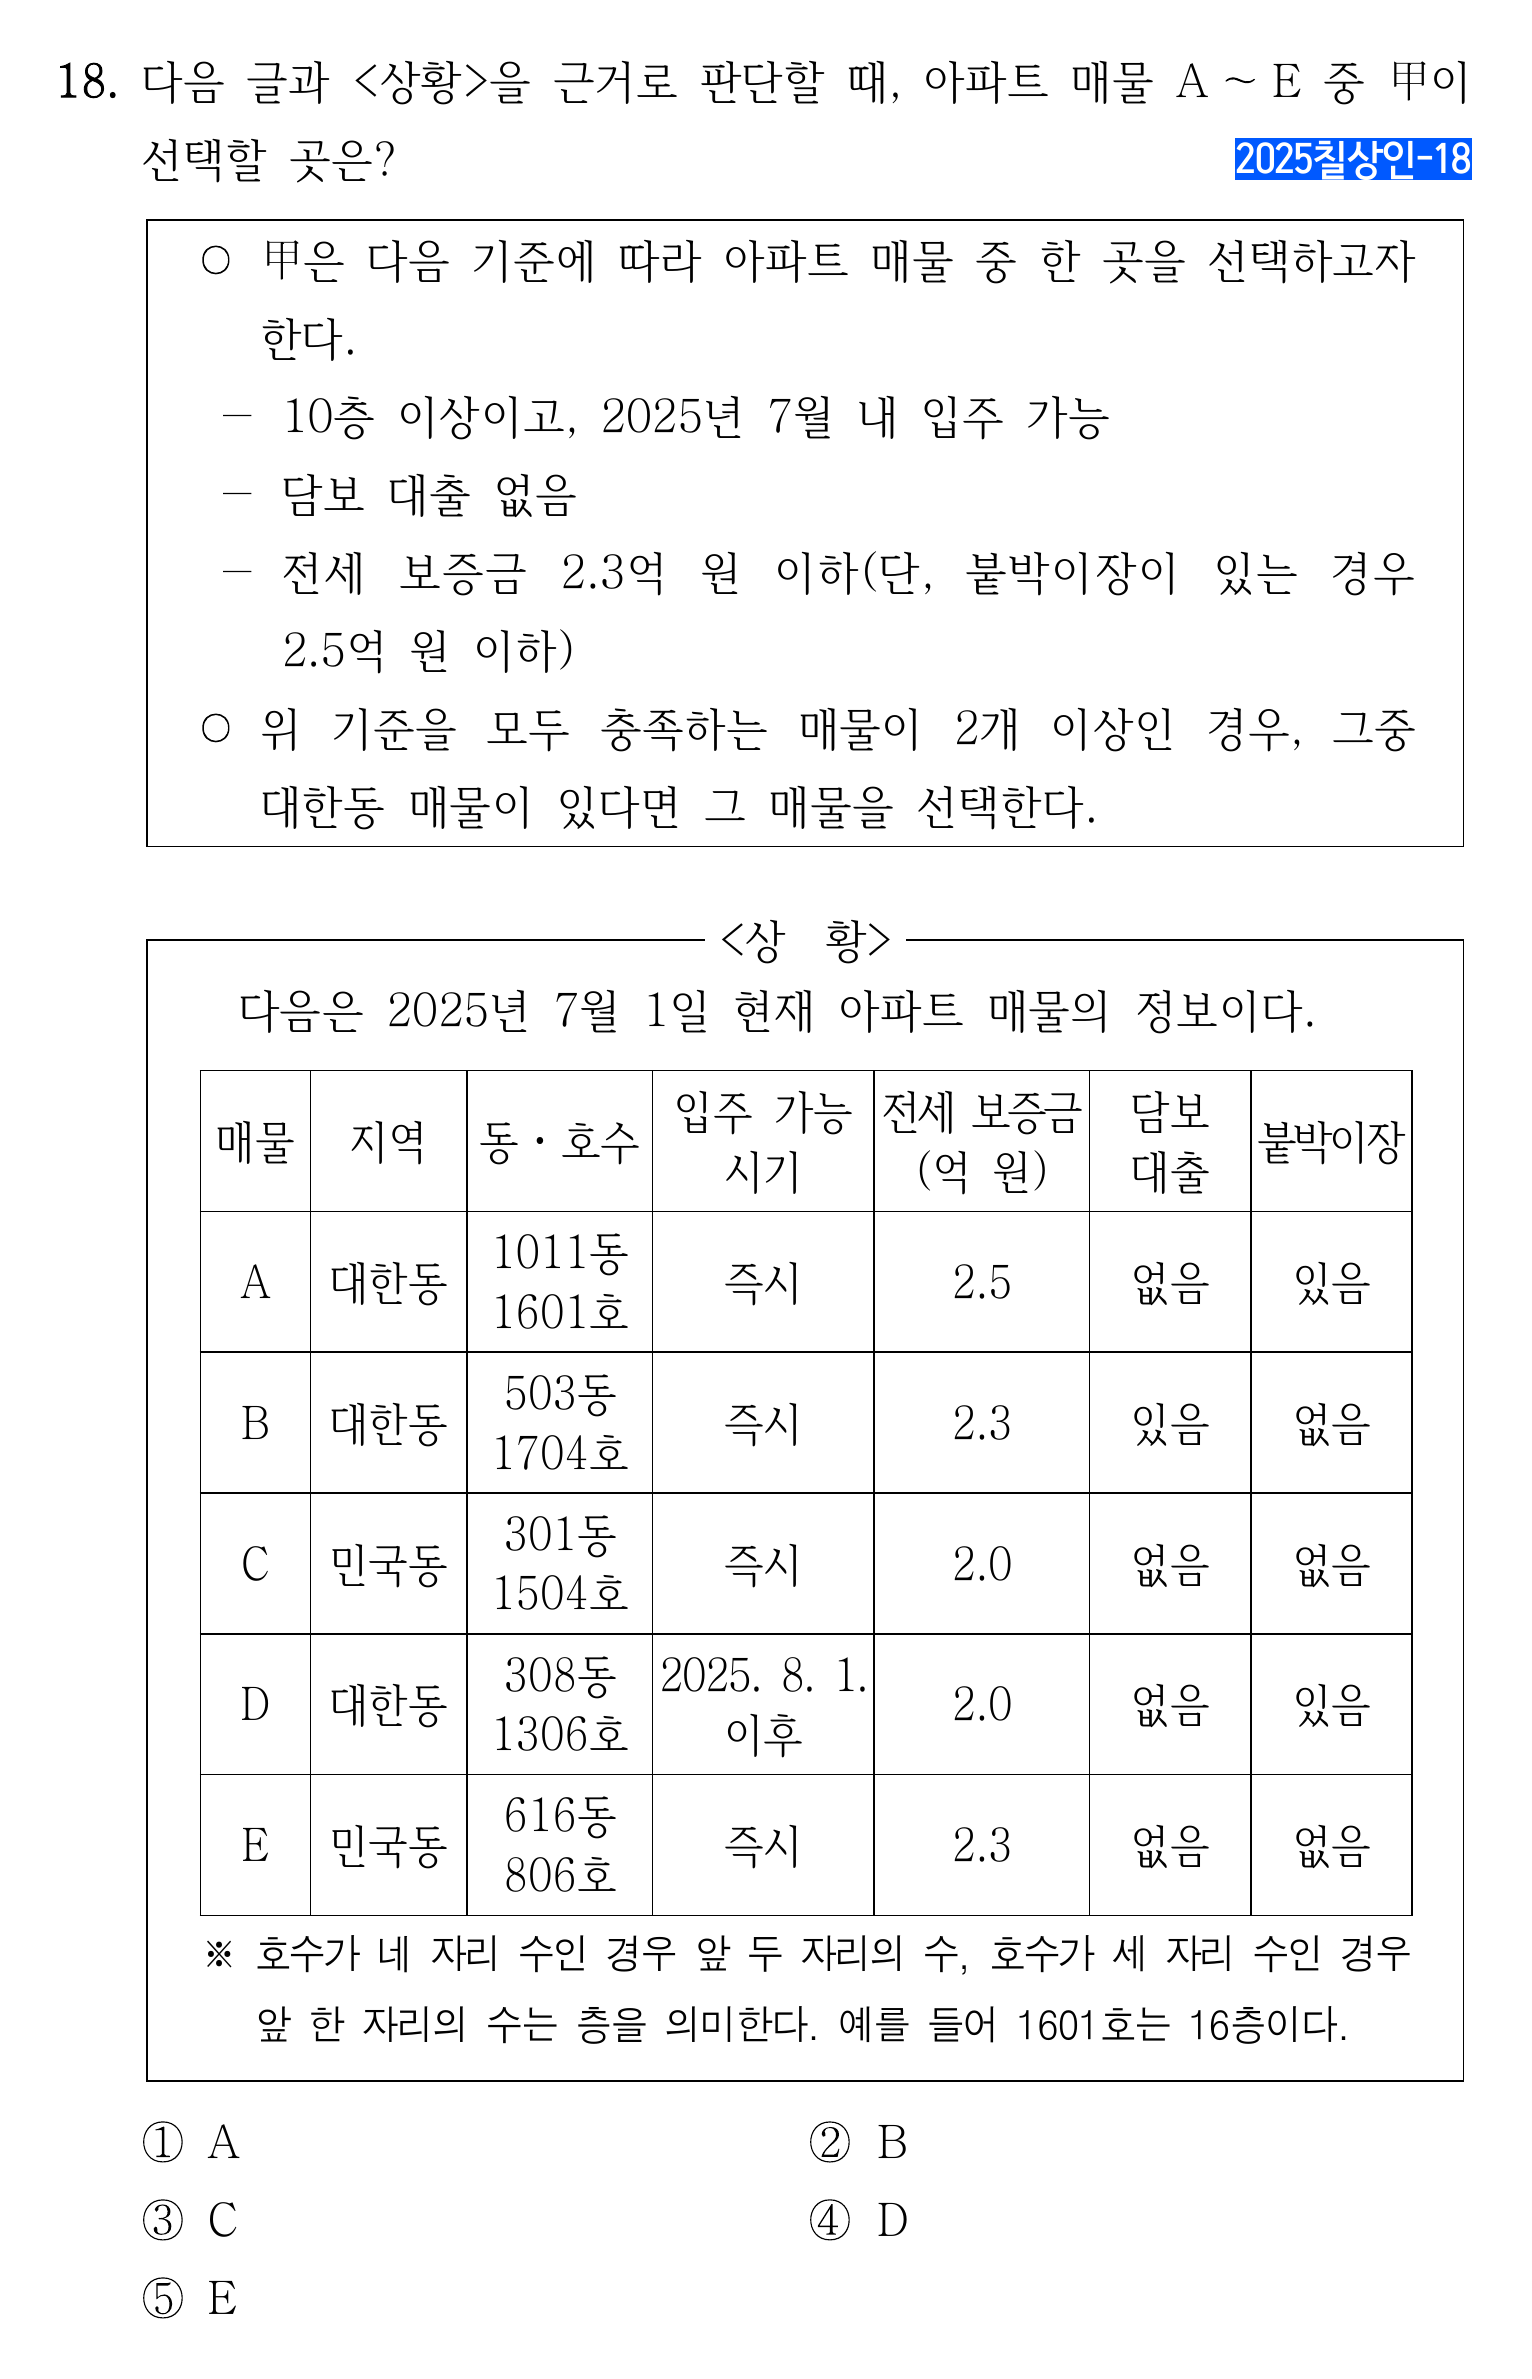 18. 다음 글과 <상황>을 근거로 판단할 때, 아파트 매물 A ~ E 중 甲이
선택할 곳은?
2025칠상인-18
○ 甲은 다음 기준에 따라 아파트 매물 중 한 곳을 선택하고자
한다.
－ 10층 이상이고, 2025년 7월 내 입주 가능
－ 담보 대출 없음
－ 전세 보증금 2.3억 원 이하(단, 붙박이장이 있는 경우
2.5억 원 이하)
○ 위 기준을 모두 충족하는 매물이 2개 이상인 경우, 그중
대한동 매물이 있다면 그 매물을 선택한다.
<상 황>
다음은 2025년 7월 1일 현재 아파트 매물의 정보이다.
매물 지역 동·호수 입주 가능 시기 전세 보증금 (억 원) 담보 대출 붙박이장
A 대한동 1011동 1601호 즉시 2.5 없음 있음
B 대한동 503동 1704호 즉시 2.3 있음 없음
C 민국동 301동 1504호 즉시 2.0 없음 없음
D 대한동 308동 1306호 2025. 8. 1. 이후 2.0 없음 있음
E 민국동 616동 806호 즉시 2.3 없음 없음
※ 호수가 네 자리 수인 경우 앞 두 자리의 수, 호수가 세 자리 수인 경우
앞 한 자리의 수는 층을 의미한다. 예를 들어 1601호는 16층이다.
① A
② B
③ C
④ D
⑤ E